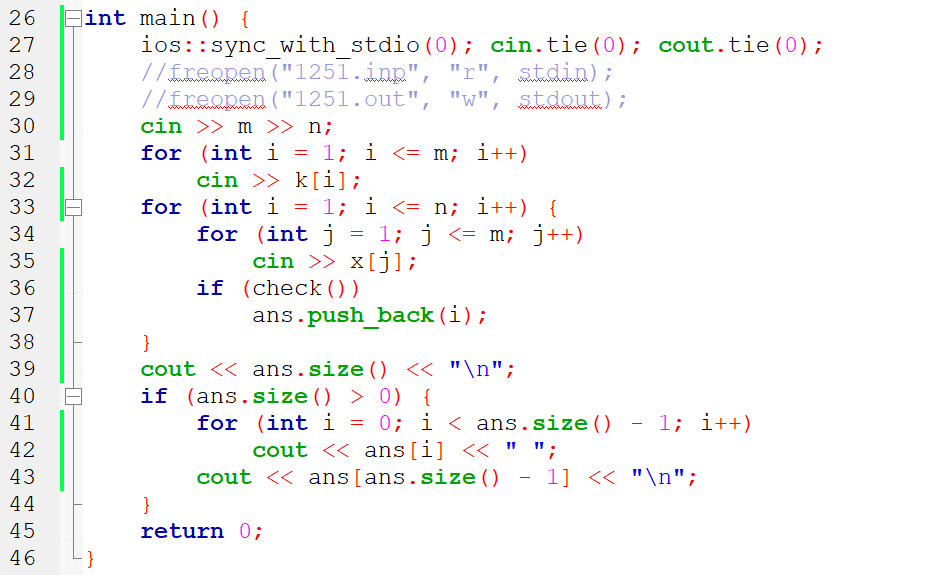 26 int main() {
27     ios::sync_with_stdio(0); cin.tie(0); cout.tie(0);
28     //freopen("1251.inp", "r", stdin);
29     //freopen("1251.out", "w", stdout);
30     cin >> m >> n;
31     for (int i = 1; i <= m; i++)
32         cin >> k[i];
33     for (int i = 1; i <= n; i++) {
34         for (int j = 1; j <= m; j++)
35             cin >> x[j];
36         if (check())
37             ans.push_back(i);
38     }
39     cout << ans.size() << "\n";
40     if (ans.size() > 0) {
41         for (int i = 0; i < ans.size() - 1; i++)
42             cout << ans[i] << " ";
43         cout << ans[ans.size() - 1] << "\n";
44     }
45     return 0;
46 }